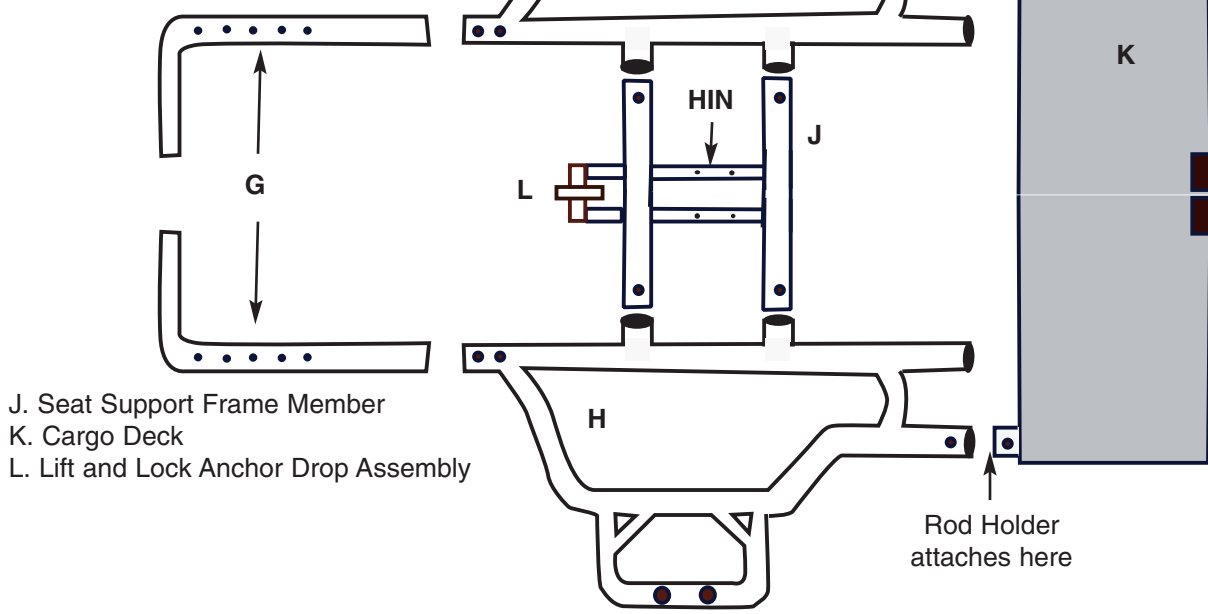 K
HIN
J
L
G
J. Seat Support Frame Member
K. Cargo Deck
L. Lift and Lock Anchor Drop Assembly
H
Rod Holder
attaches here